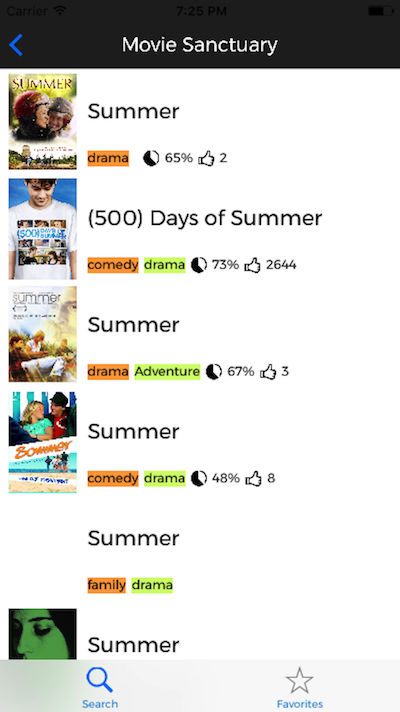 Carrier 7:25 PM
Movie Sanctuary
SUMMER
Summer
drama 65% 2
(500) DAYS OF SUMMER
(500) Days of Summer
comedy drama 73% 2644
summer
Summer
drama Adventure 67% 3
Sommer
Summer
comedy drama 48% 8
Summer
family drama
Summer
Search Favorites